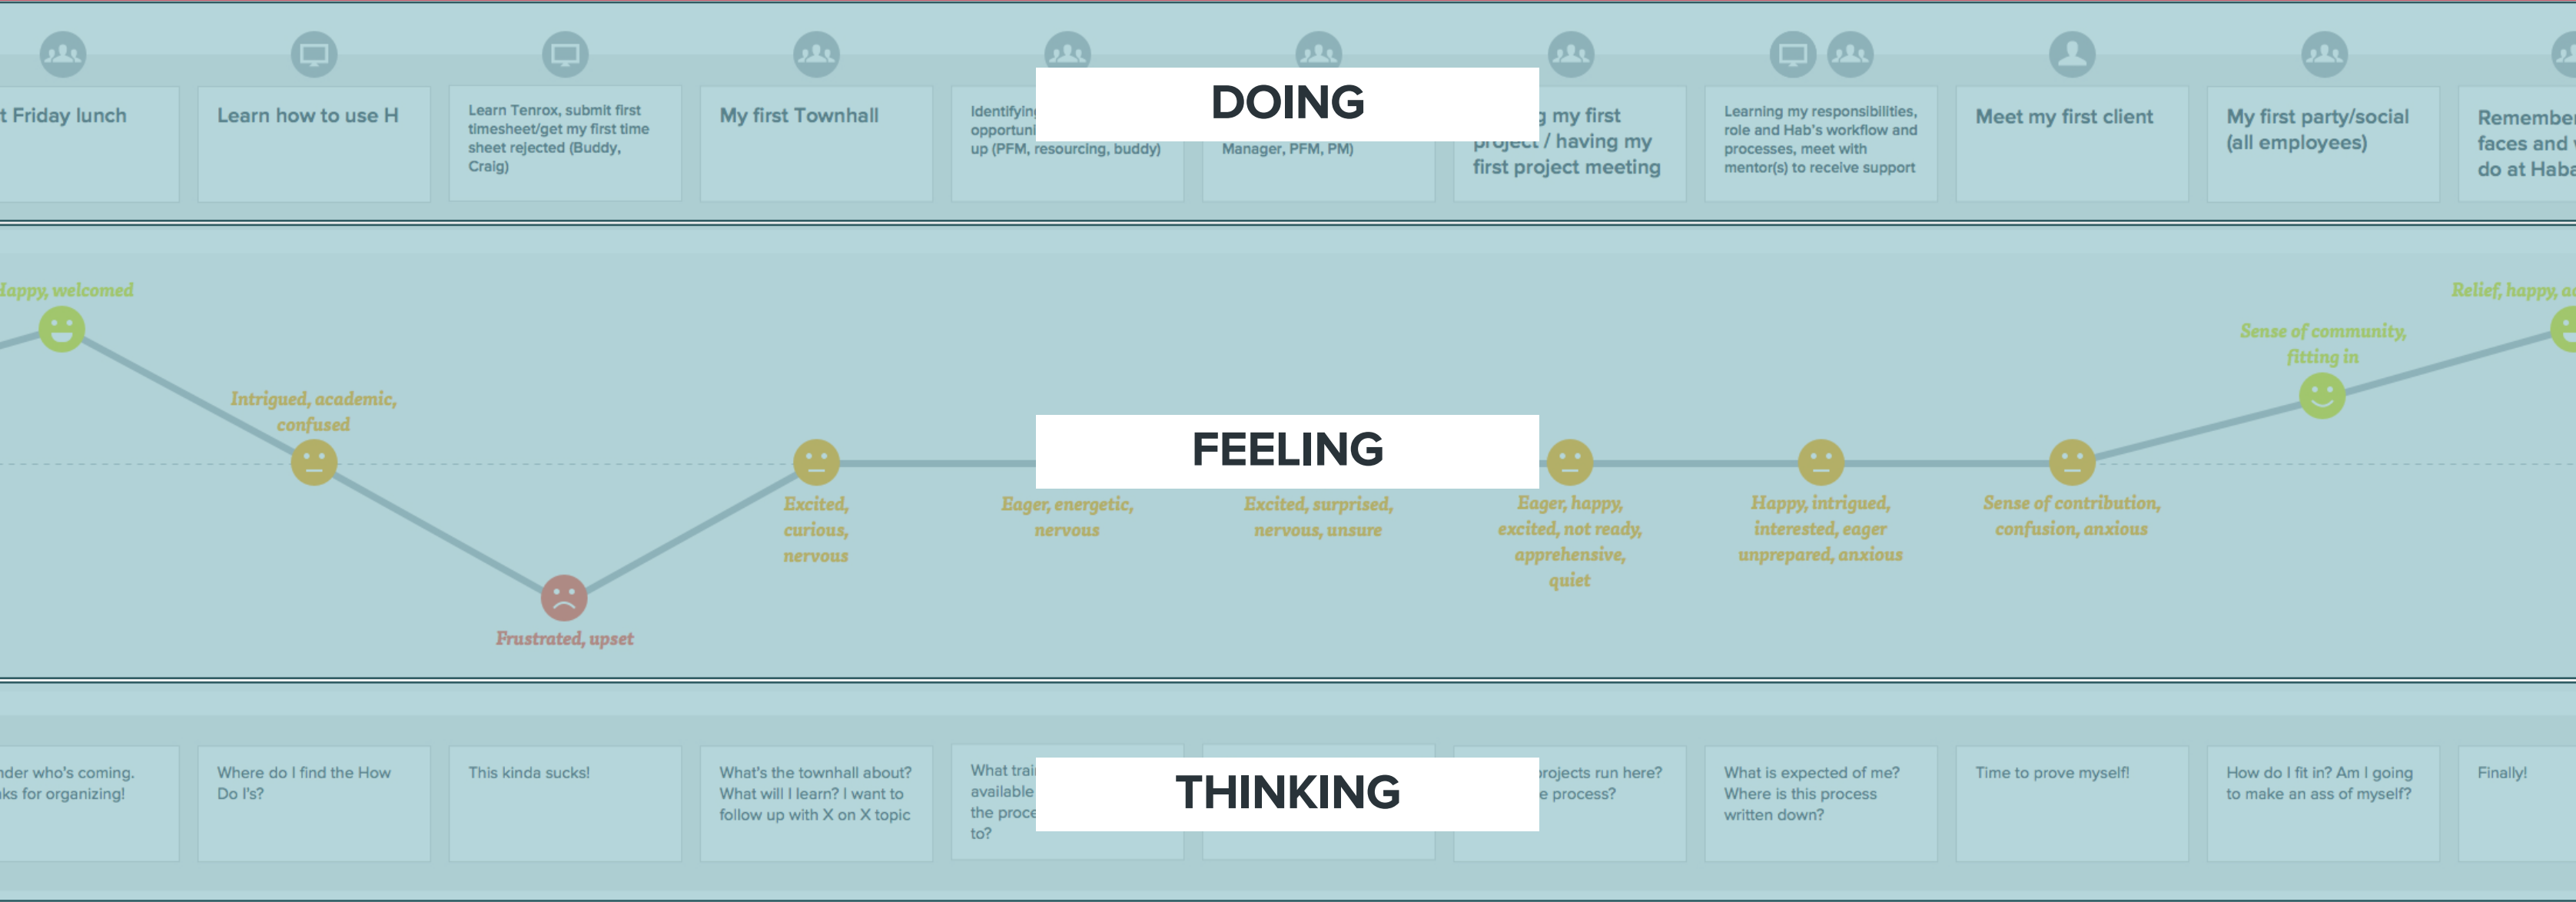 t Friday lunch
Learn how to use H
Learn Tenrox, submit first
timesheet/get my first time
sheet rejected (Buddy,
Craig)
My first Townhall
Identifying
opportuni
up (PFM, resourcing, buddy)
DOING
Manager, PFM, PM)
g my first
project / having my
first project meeting
Learning my responsibilities,
role and Hab's workflow and
processes, meet with
mentor(s) to receive support
Meet my first client
My first party/social
(all employees)
Remember
faces and
do at Haba
Happy, welcomed
Intrigued, academic,
confused
Frustrated, upset
Excited,
curious,
nervous
FEELING
Eager, energetic,
nervous
Excited, surprised,
nervous, unsure
Eager, happy,
excited, not ready,
apprehensive,
quiet
Happy, intrigued,
interested, eager
unprepared, anxious
Sense of contribution,
confusion, anxious
Sense of community,
fitting in
Relief, happy, ac
nder who's coming.
ks for organizing!
Where do I find the How
Do I's?
This kinda sucks!
What's the townhall about?
What will I learn? I want to
follow up with X on X topic
What trai
available
the proce
to?
THINKING
projects run here?
e process?
What is expected of me?
Where is this process
written down?
Time to prove myself!
How do I fit in? Am I going
to make an ass of myself?
Finally!